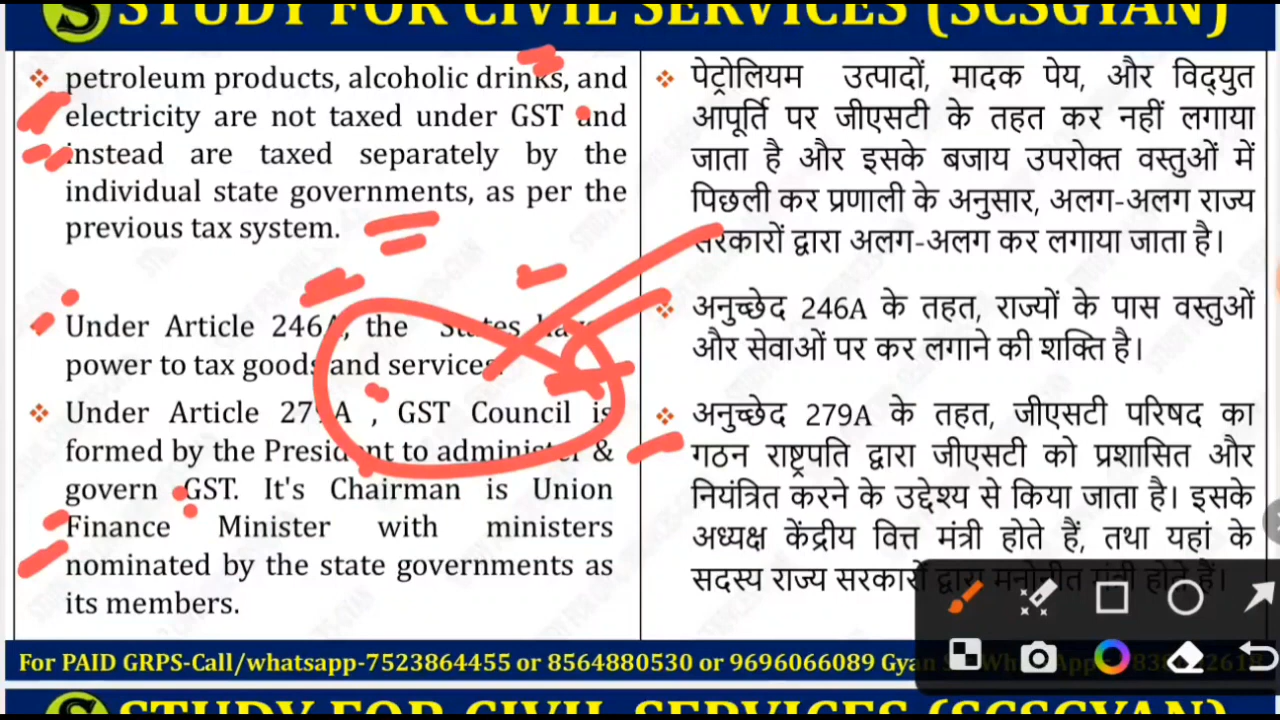 STUDY FOR CIVIL SERVICES (SCSGYAN)
petroleum products, alcoholic drinks, and
electricity are not taxed under GST and
instead are taxed separately by the
individual state governments, as per the
previous tax system.
Under Article 246A, the States have
power to tax goods and services.
Under Article 279A , GST Council is
formed by the President to administer &
govern GST. It's Chairman is Union
Finance Minister with ministers
nominated by the state governments as
its members.
पेट्रोलियम उत्पादों, मादक पेय, और विद्युत
आपूर्ति पर जीएसटी के तहत कर नहीं लगाया
जाता है और इसके बजाय उपरोक्त वस्तुओं में
पिछली कर प्रणाली के अनुसार, अलग-अलग राज्य
सरकारों द्वारा अलग-अलग कर लगाया जाता है।
अनुच्छेद 246A के तहत, राज्यों के पास वस्तुओं
और सेवाओं पर कर लगाने की शक्ति है।
अनुच्छेद 279A के तहत, जीएसटी परिषद का
गठन राष्ट्रपति द्वारा जीएसटी को प्रशासित और
नियंत्रित करने के उद्देश्य से किया जाता है। इसके
अध्यक्ष केंद्रीय वित्त मंत्री होते हैं, तथा यहां के
सदस्य राज्य सरकारों द्वारा मनोनीत मंत्री होते हैं।
For PAID GRPS-Call/whatsapp-7523864455 or 8564880530 or 9696066089 Gyan
STUDY FOR CIVIL SERVICES (SCSGYAN)